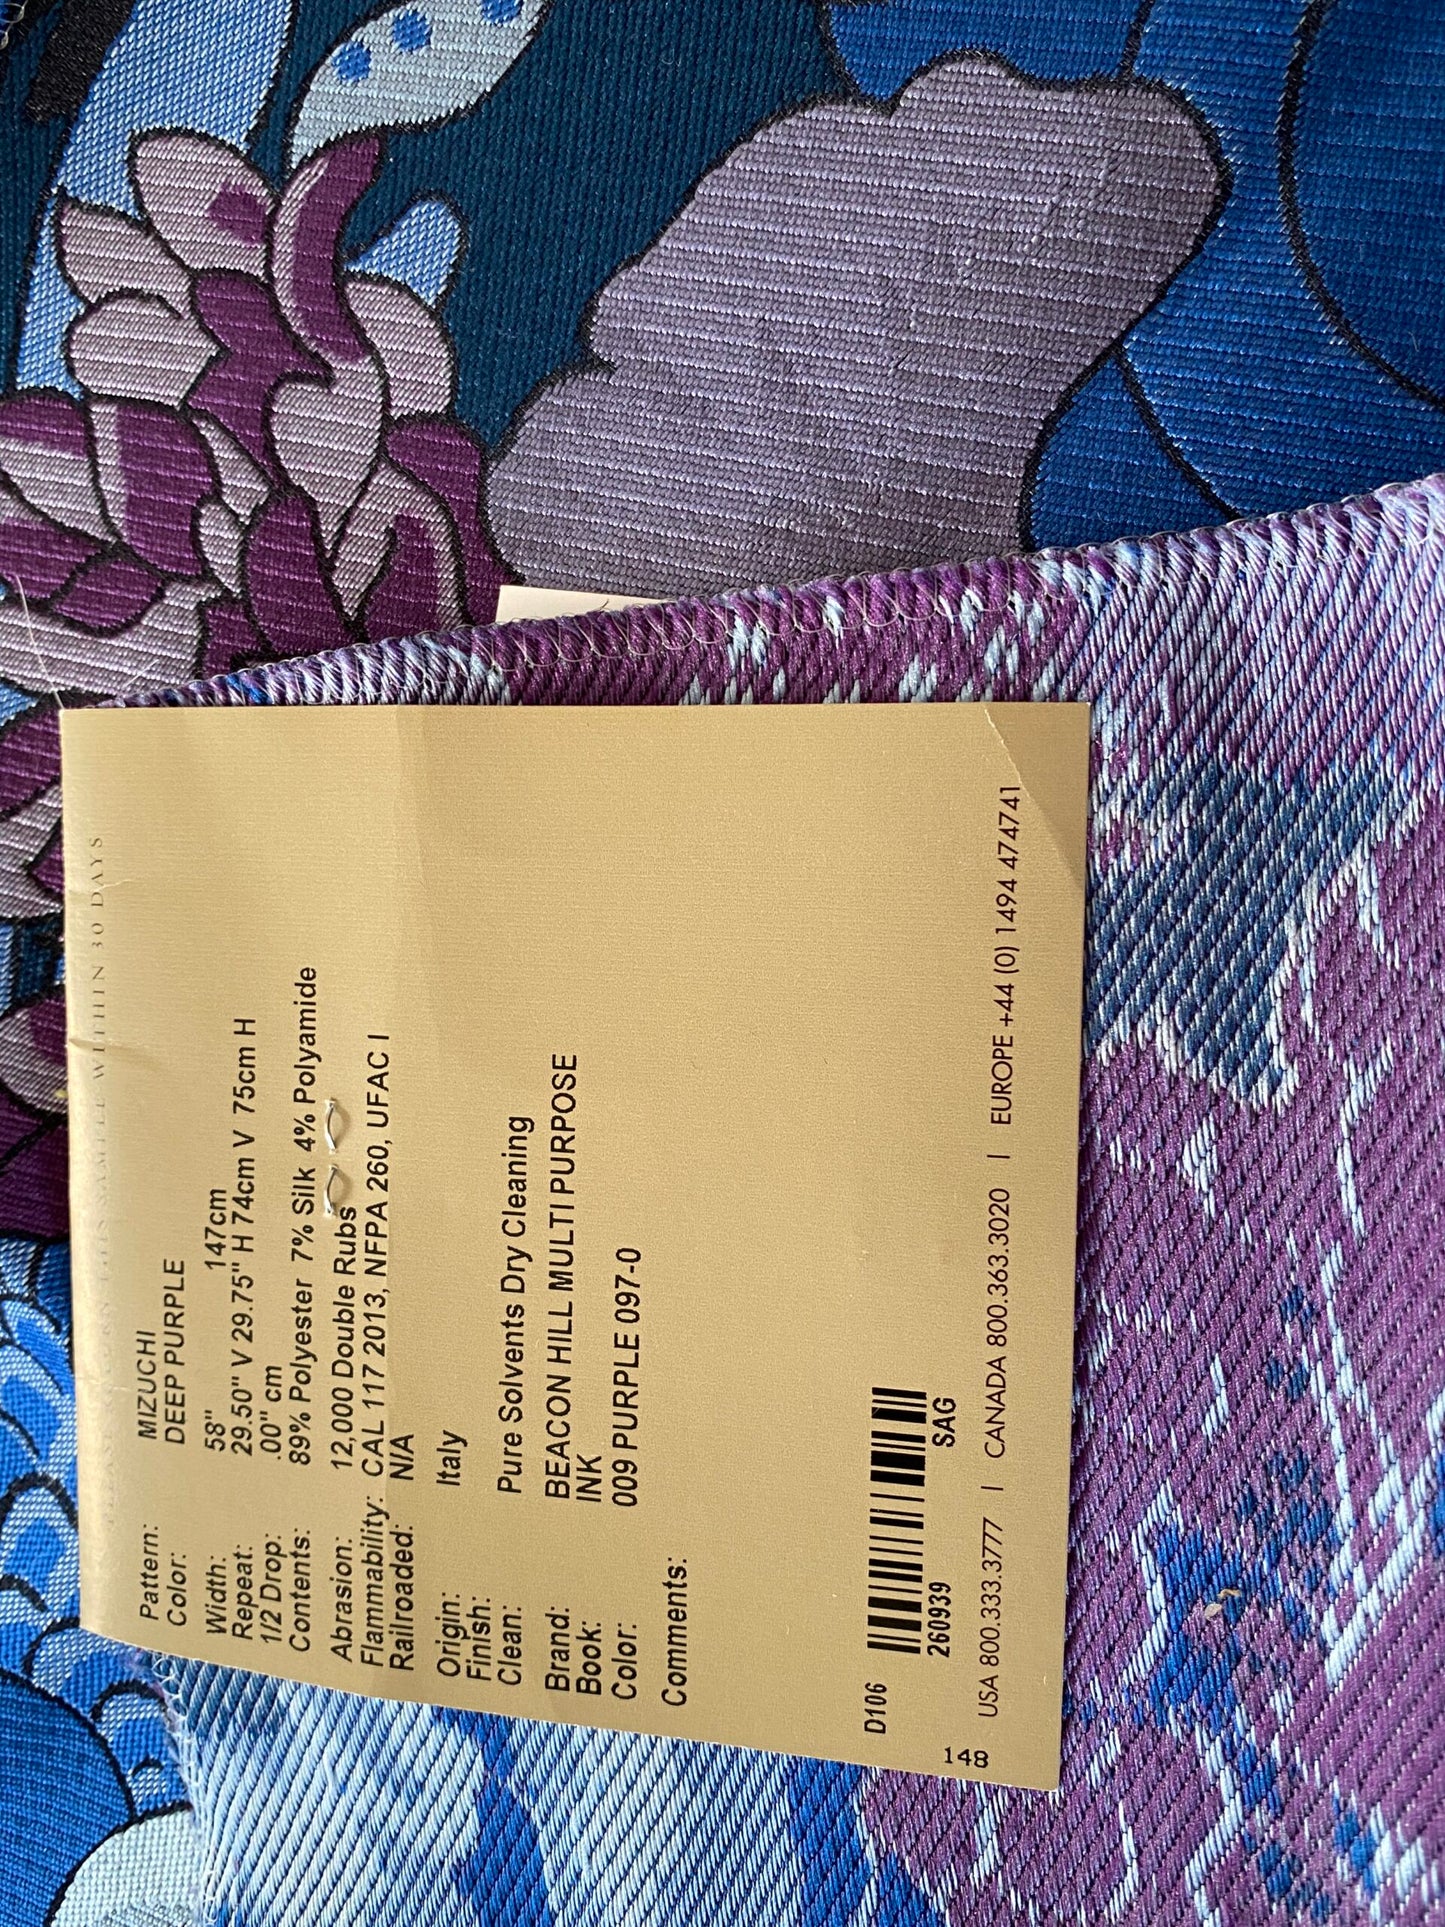 WITHIN 30 DAYS
Pattern: MIZUCHI
Color: DEEP PURPLE
Width: 58" 147cm
Repeat: 29.50" V 29.75" H 74cm V 75cm H
1/2 Drop: .00" cm
Contents: 89% Polyester 7% Silk 4% Polyamide
Abrasion: 12,000 Double Rubs
Flammability: CAL 117 2013, NFPA 260, UFAC I
Railroaded: N/A
Origin: Italy
Finish:
Clean: Pure Solvents Dry Cleaning
Brand: BEACON HILL MULTI PURPOSE
Book: INK
Color: 009 PURPLE 097-0
Comments:
D106
260939 SAG
148
USA 800.333.3777 | CANADA 800.363.3020 | EUROPE +44 (0) 1494 474741